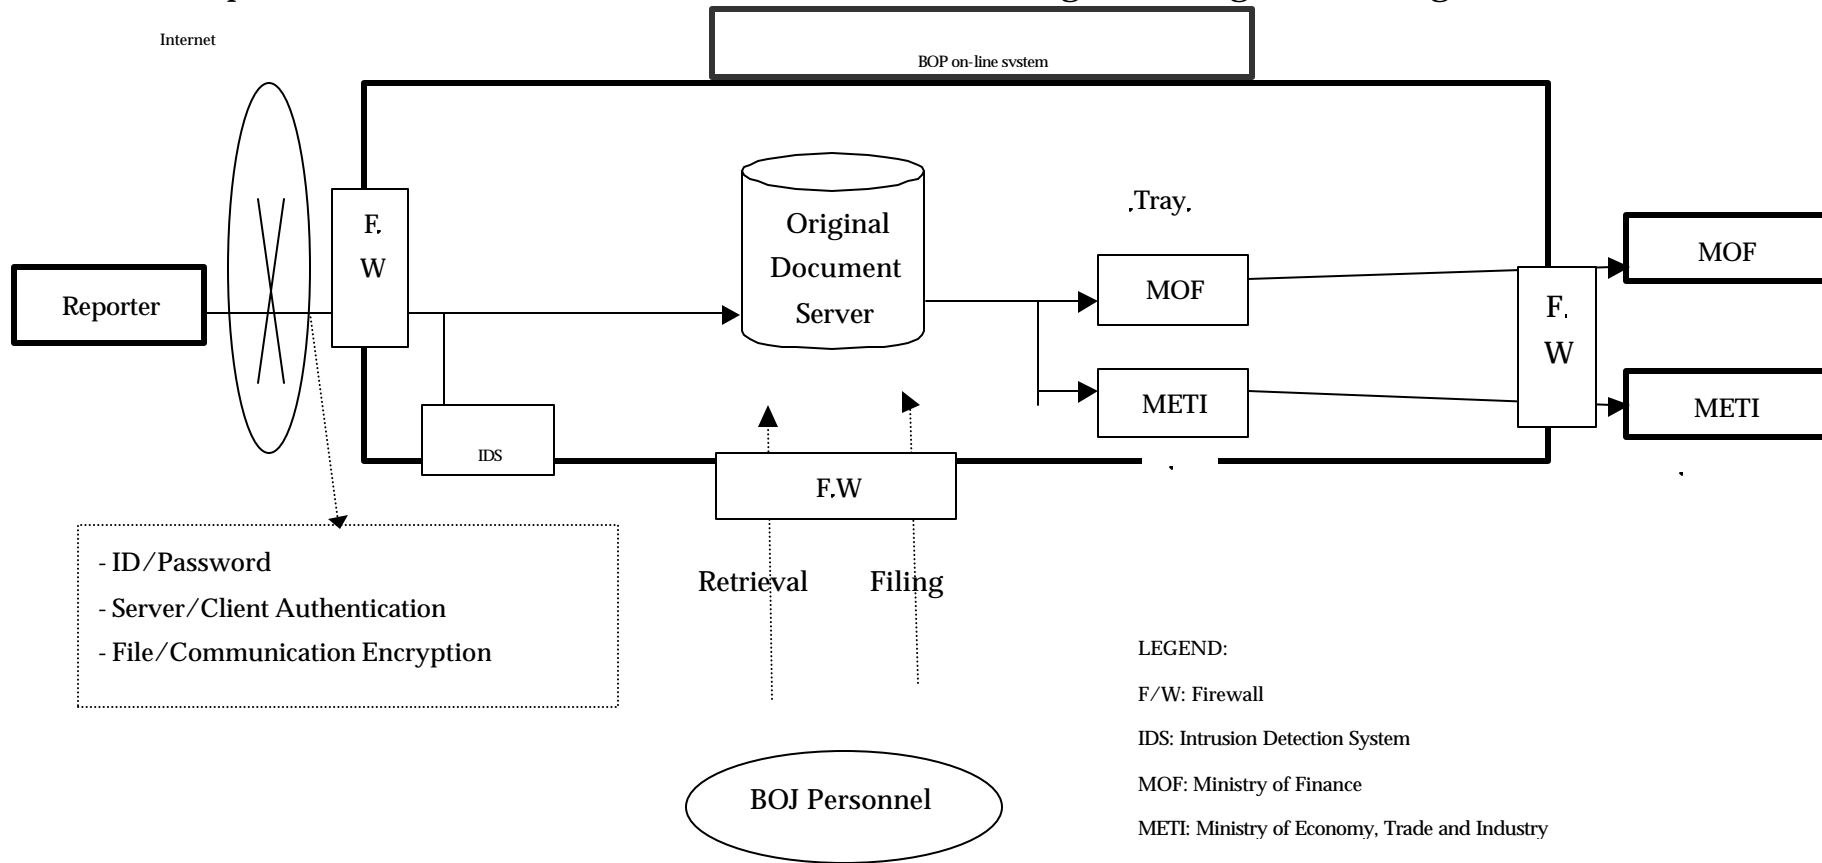 Internet
BOP on-line system
F.
W
Reporter
Original
Document
Server
Tray
MOF
METI
F.
W
MOF
METI
IDS
F.W
- ID/Password
- Server/Client Authentication
- File/Communication Encryption
Retrieval
Filing
BOJ Personnel
LEGEND:
F/W: Firewall
IDS: Intrusion Detection System
MOF: Ministry of Finance
METI: Ministry of Economy, Trade and Industry